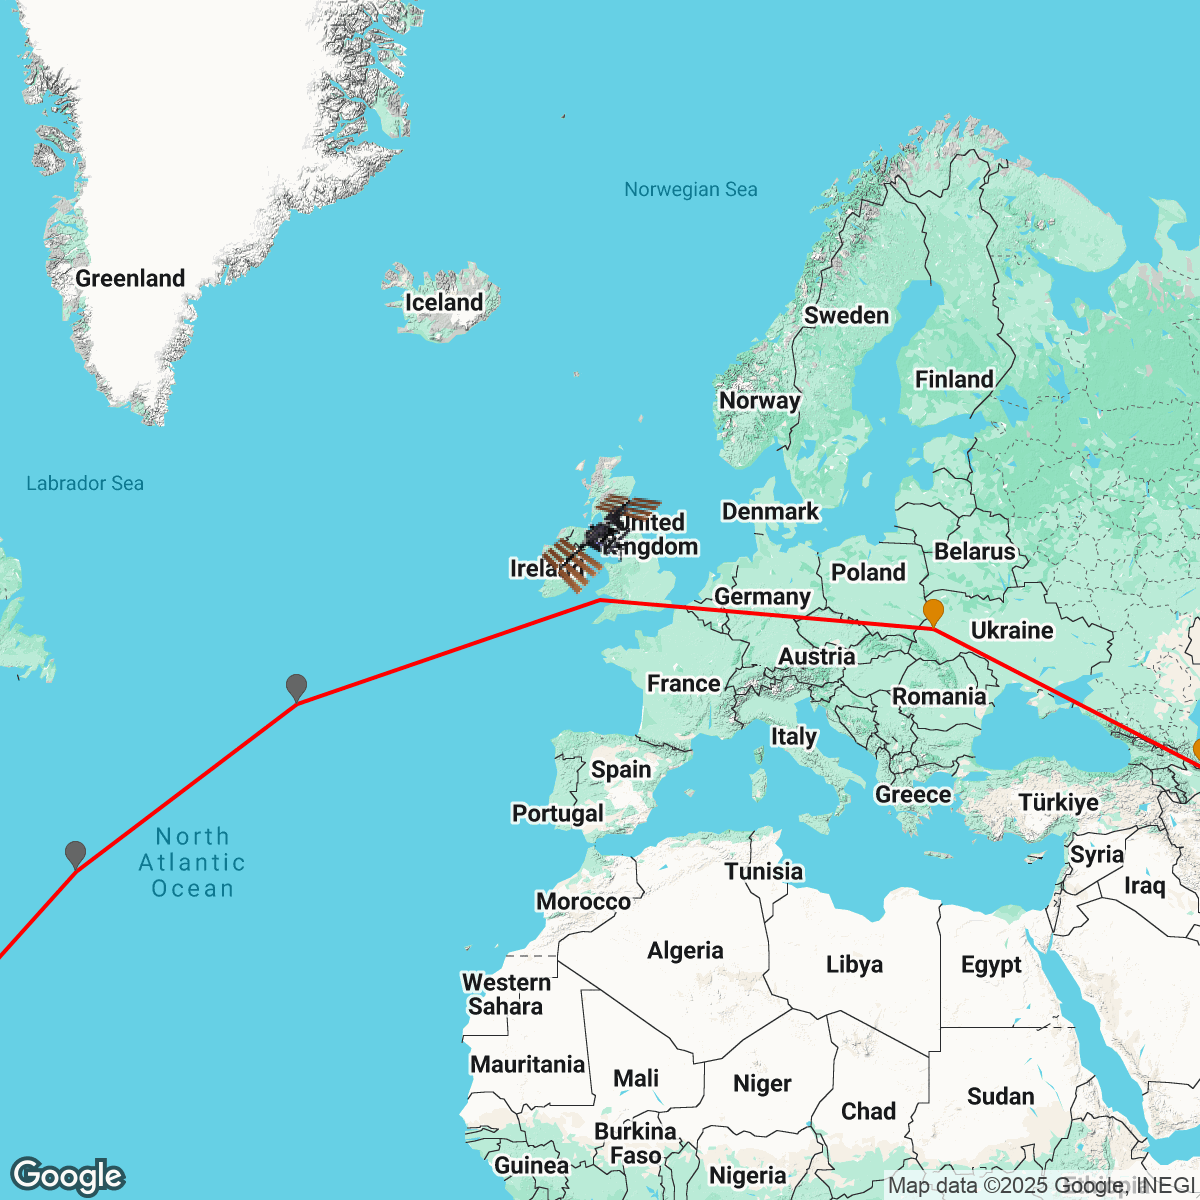 Norwegian Sea
Greenland
Iceland
Sweden
Finland
Norway
Labrador Sea
Denmark
United
Kingdom
Ireland
Belarus
Poland
Germany
Ukraine
Austria
France
Romania
Italy
Spain
Greece
Türkiye
Portugal
North
Atlantic
Ocean
Syria
Tunisia
Iraq
Morocco
Algeria
Libya
Egypt
Western
Sahara
Mauritania
Mali
Niger
Chad
Sudan
Burkina
Faso
Guinea
Nigeria
Ethiopia
Google
Map data ©2025 Google, INEGI